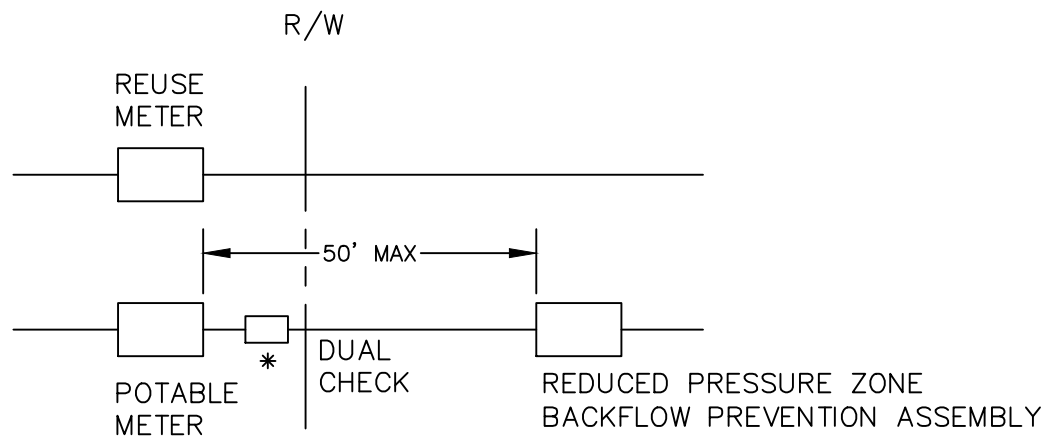 R/W
REUSE
METER
50' MAX
*
DUAL
CHECK
POTABLE
METER
REDUCED PRESSURE ZONE
BACKFLOW PREVENTION ASSEMBLY